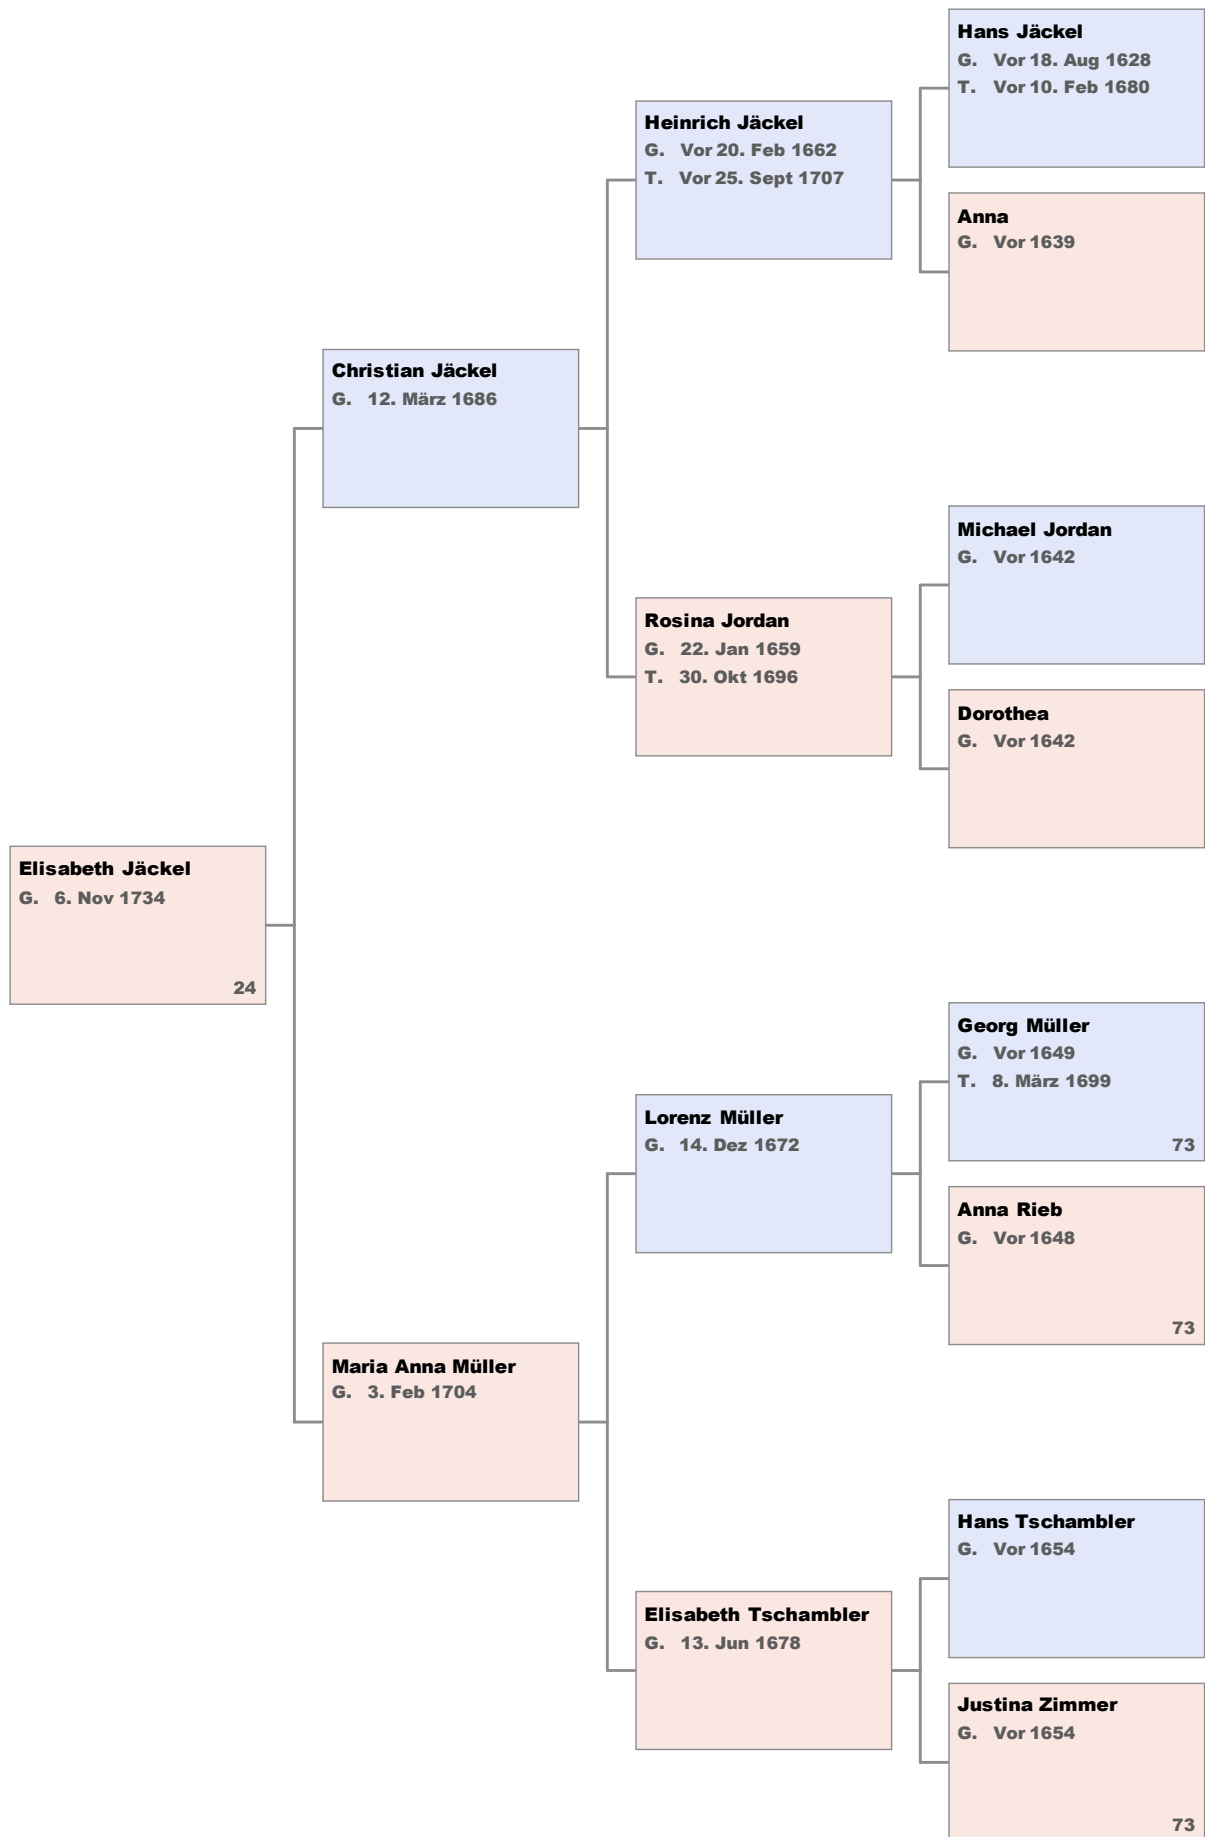 Hans Jäckel
G. Vor 18. Aug 1628
T. Vor 10. Feb 1680
Heinrich Jäckel
G. Vor 20. Feb 1662
T. Vor 25. Sept 1707
Anna
G. Vor 1639
Christian Jäckel
G. 12. März 1686
Michael Jordan
G. Vor 1642
Rosina Jordan
G. 22. Jan 1659
T. 30. Okt 1696
Dorothea
G. Vor 1642
Elisabeth Jäckel
G. 6. Nov 1734
24
Georg Müller
G. Vor 1649
T. 8. März 1699
73
Lorenz Müller
G. 14. Dez 1672
Anna Rieb
G. Vor 1648
73
Maria Anna Müller
G. 3. Feb 1704
Hans Tschambler
G. Vor 1654
Elisabeth Tschambler
G. 13. Jun 1678
Justina Zimmer
G. Vor 1654
73